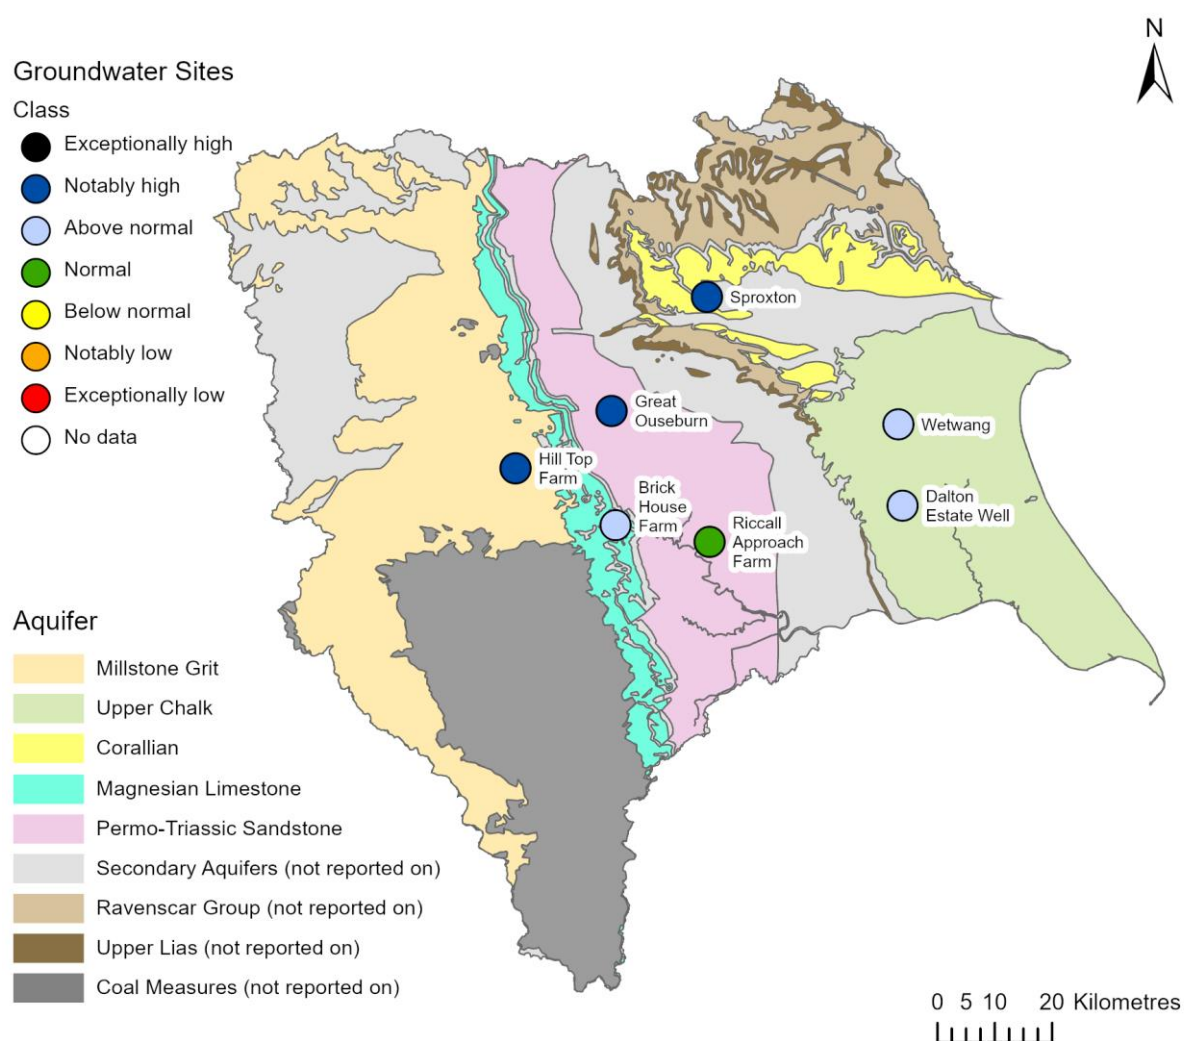 N
Groundwater Sites
Class
Exceptionally high
Notably high
Above normal
Normal
Below normal
Notably low
Exceptionally low
No data
Sproxton
Great
Ouseburn
Wetwang
Hill Top
Farm
Brick
House
Farm
Dalton
Estate Well
Riccall
Approach
Farm
Aquifer
Millstone Grit
Upper Chalk
Corallian
Magnesian Limestone
Permo-Triassic Sandstone
Secondary Aquifers (not reported on)
Ravenscar Group (not reported on)
Upper Lias (not reported on)
Coal Measures (not reported on)
0 5 10 20 Kilometres